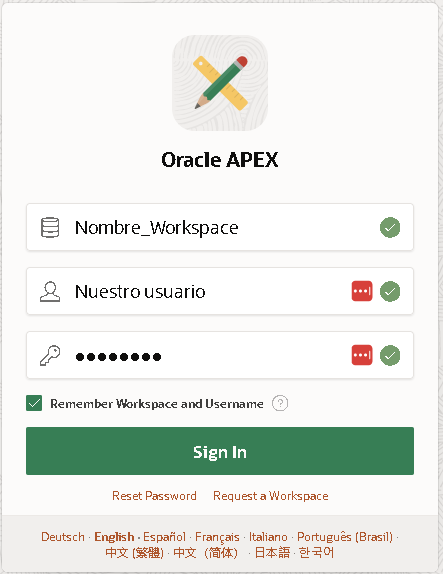 Oracle APEX
Nombre_Workspace
Nuestro usuario
••••••••
Remember Workspace and Username ?
Sign In
Reset Password Request a Workspace
Deutsch · English · Español · Français · Italiano · Português (Brasil) ·
中文 (繁體) · 中文（简体） · 日本語 · 한국어